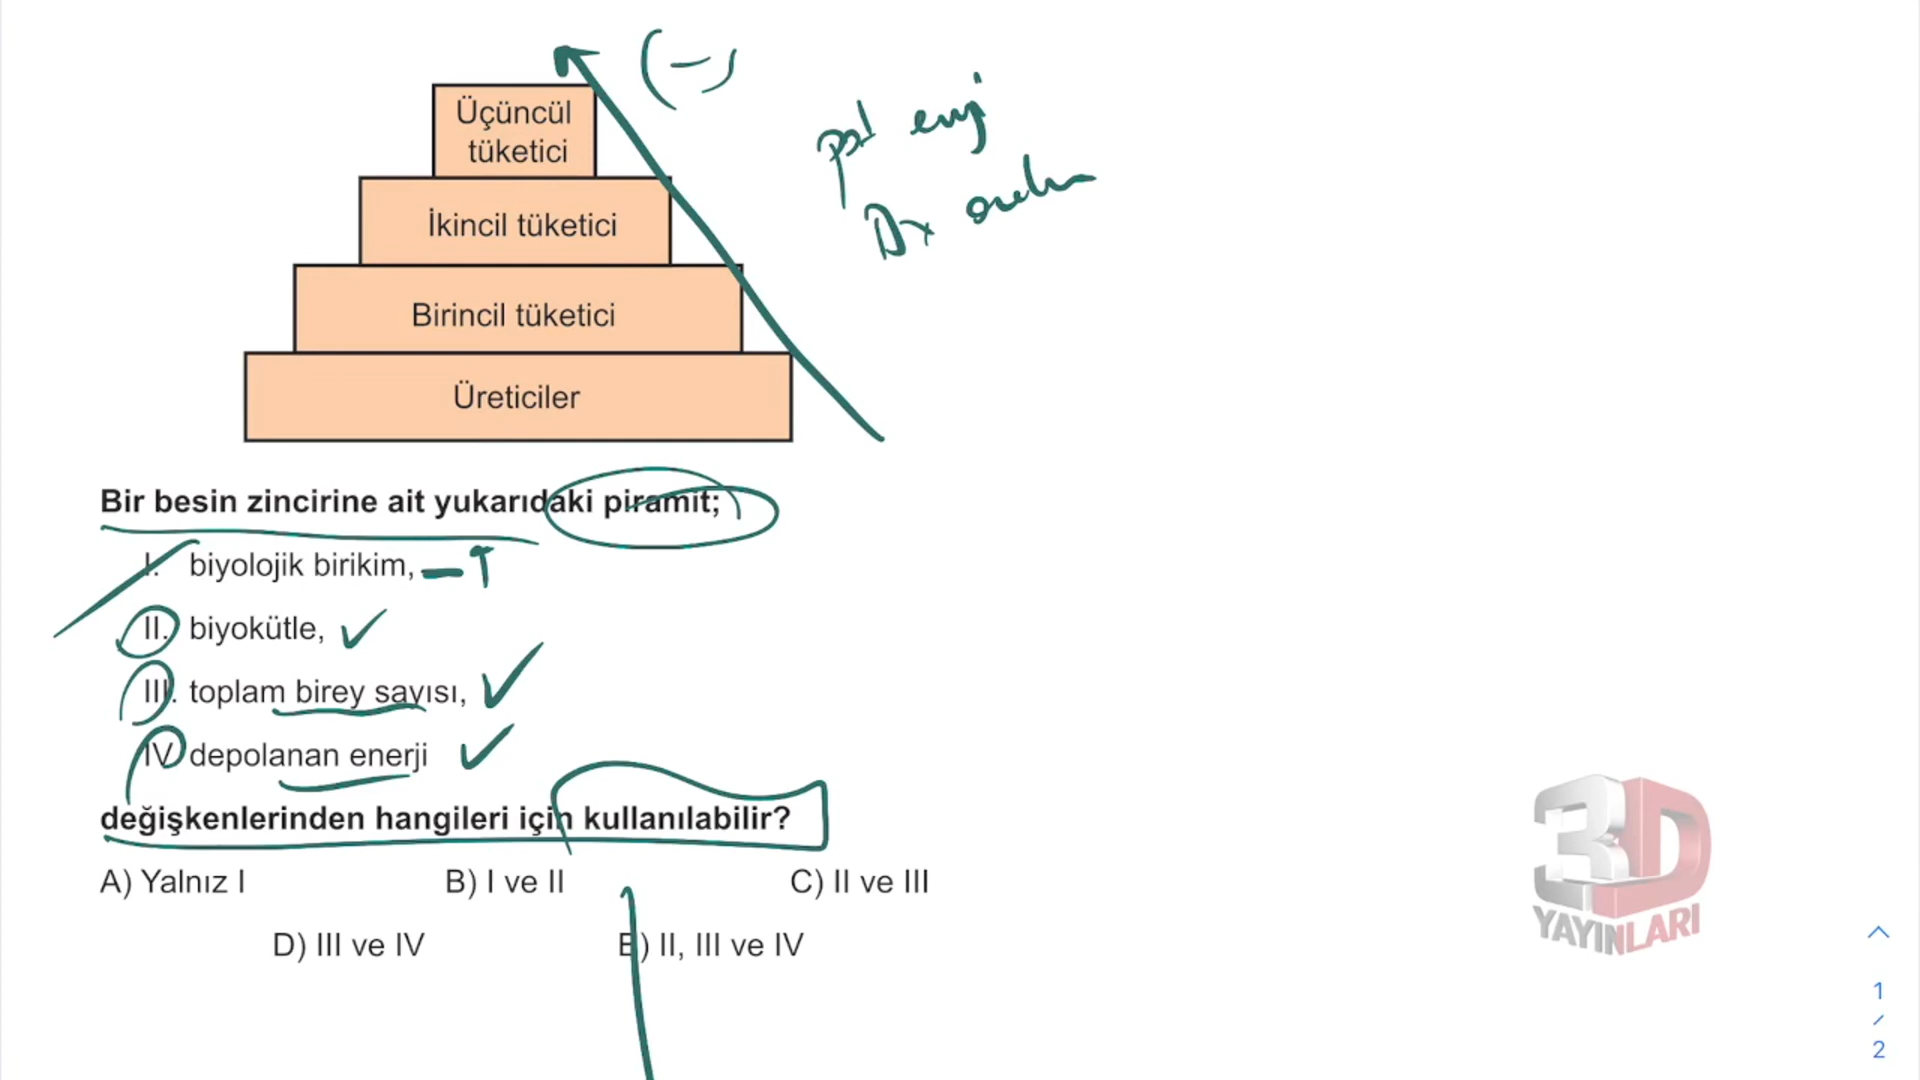 Üçüncül
tüketici
İkincil tüketici
Birincil tüketici
Üreticiler
(-)
Bir besin zincirine ait yukarıdaki piramit;
I. biyolojik birikim, - ↑
II. biyokütle, ✓
III. toplam birey sayısı, ✓
IV. depolanan enerji ✓
değişkenlerinden hangileri için kullanılabilir?
A) Yalnız I B) I ve II C) II ve III
D) III ve IV E) II, III ve IV
3D
YAYINLARI
1
/
2